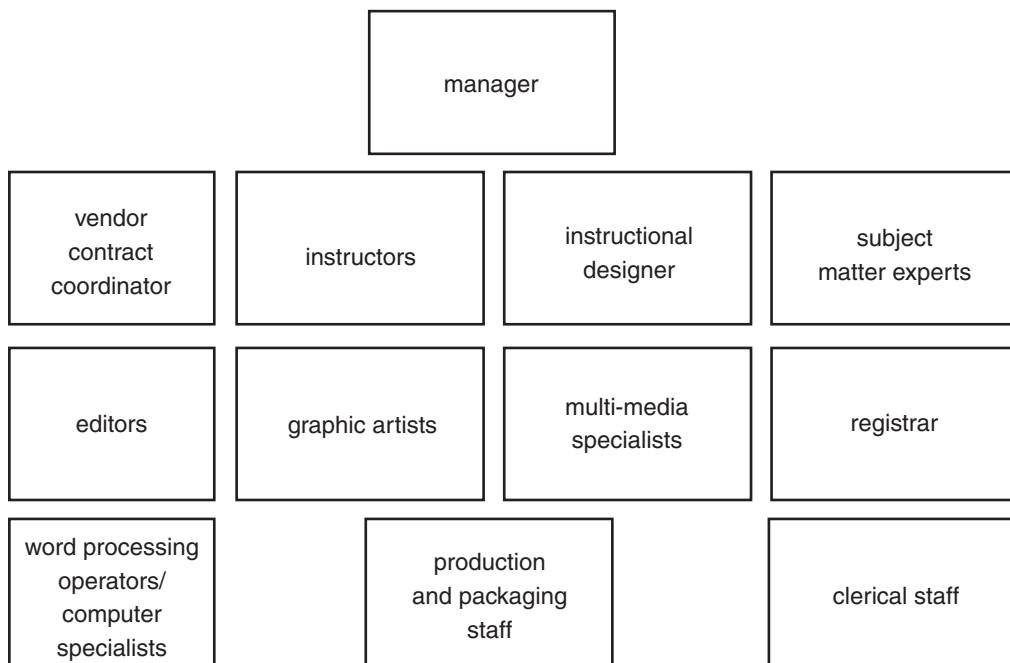 manager
vendor
contract
coordinator
instructors
instructional
designer
subject
matter experts
editors
graphic artists
multi-media
specialists
registrar
word processing
operators/
computer
specialists
production
and packaging
staff
clerical staff